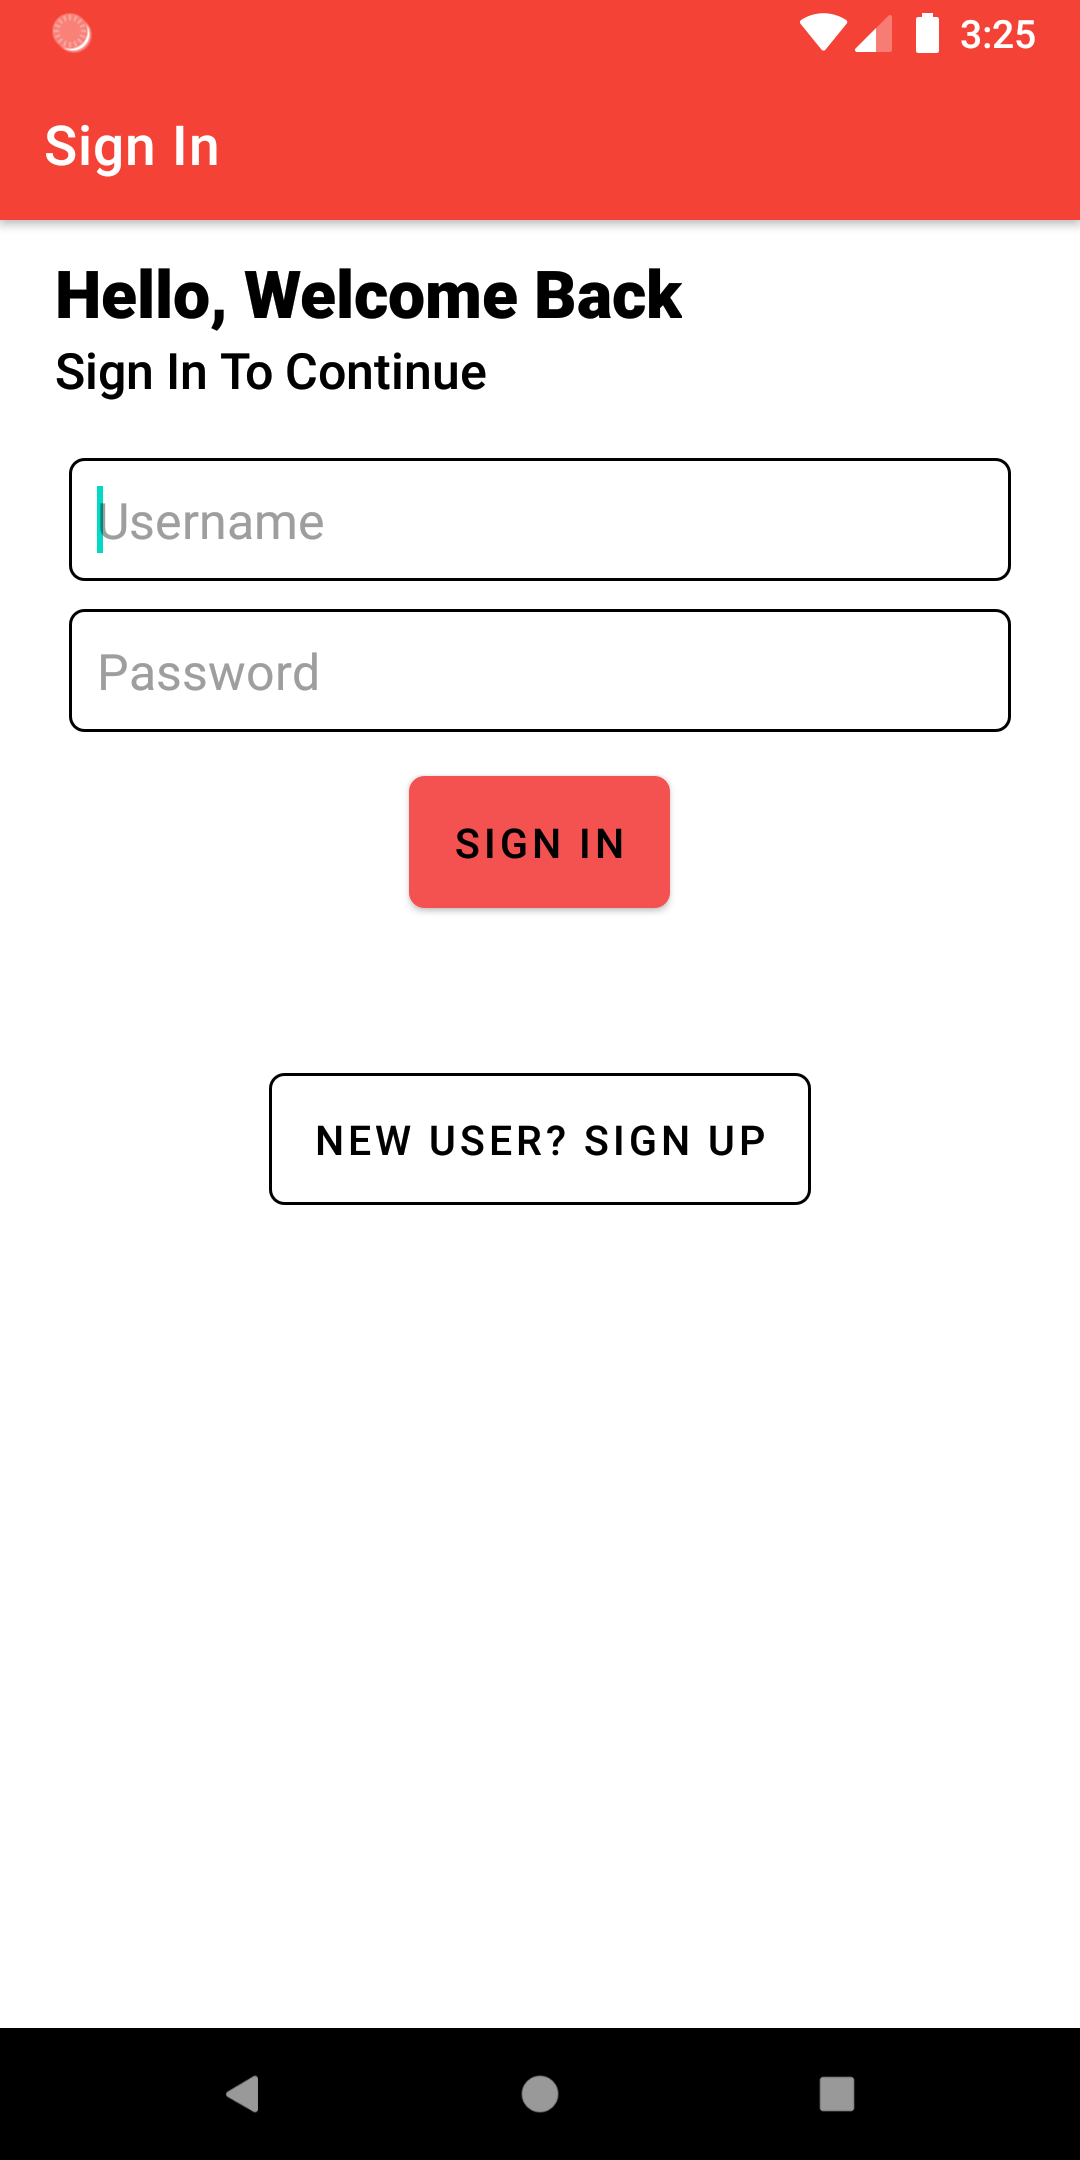 3:25
Sign In
Hello, Welcome Back
Sign In To Continue
Username
Password
SIGN IN
NEW USER? SIGN UP